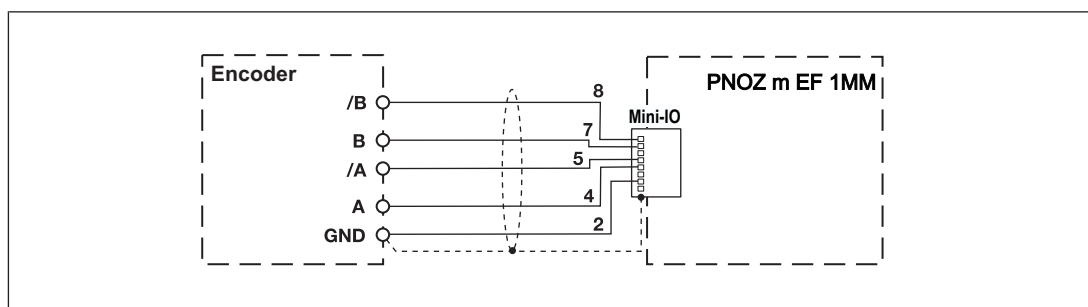 Encoder
PNOZ m EF 1MM
/B
8
Mini-IO
B
7
/A
5
A
4
GND
2